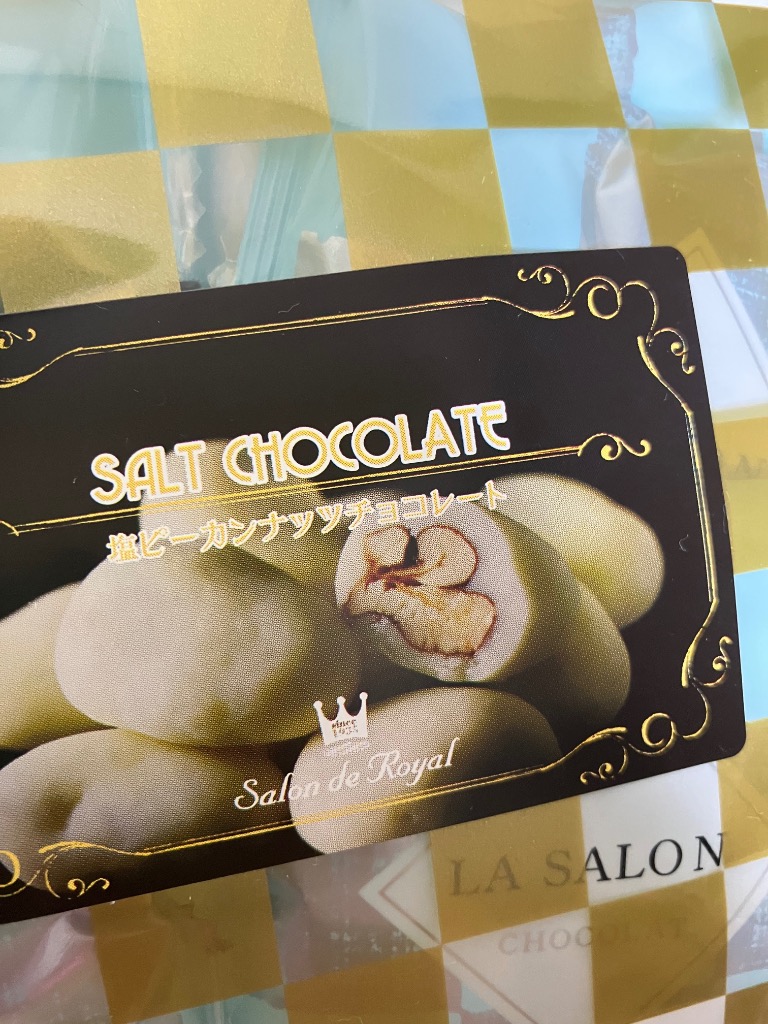 SALT CHOCOLATE
塩ピーカンナッツチョコレート
since
1935
Salon de Royal
LA SALON
CHOCOLAT